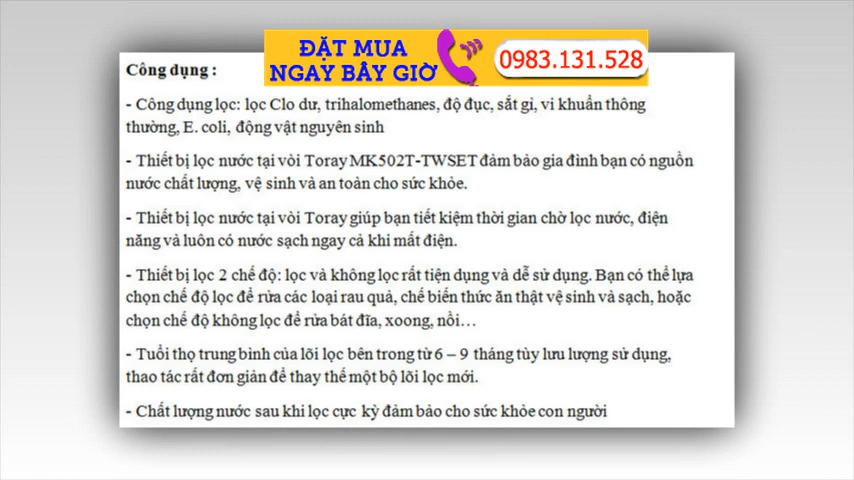 ĐẶT MUA
NGAY BÂY GIỜ
0983.131.528
Công dụng :
- Công dụng lọc: lọc Clo dư, trihalomethanes, độ đục, sắt gỉ, vi khuẩn thông
thường, E. coli, động vật nguyên sinh
- Thiết bị lọc nước tại vòi Toray MK502T-TWSET đảm bảo gia đình bạn có nguồn
nước chất lượng, vệ sinh và an toàn cho sức khỏe.
- Thiết bị lọc nước tại vòi Toray giúp bạn tiết kiệm thời gian chờ lọc nước, điện
năng và luôn có nước sạch ngay cả khi mất điện.
- Thiết bị lọc 2 chế độ: lọc và không lọc rất tiện dụng và dễ sử dụng. Bạn có thể lựa
chọn chế độ lọc để rửa các loại rau quả, chế biến thức ăn thật vệ sinh và sạch, hoặc
chọn chế độ không lọc để rửa bát đĩa, xoong, nồi…
- Tuổi thọ trung bình của lõi lọc bên trong từ 6 – 9 tháng tùy lưu lượng sử dụng,
thao tác rất đơn giản để thay thế một bộ lõi lọc mới.
- Chất lượng nước sau khi lọc cực kỳ đảm bảo cho sức khỏe con người